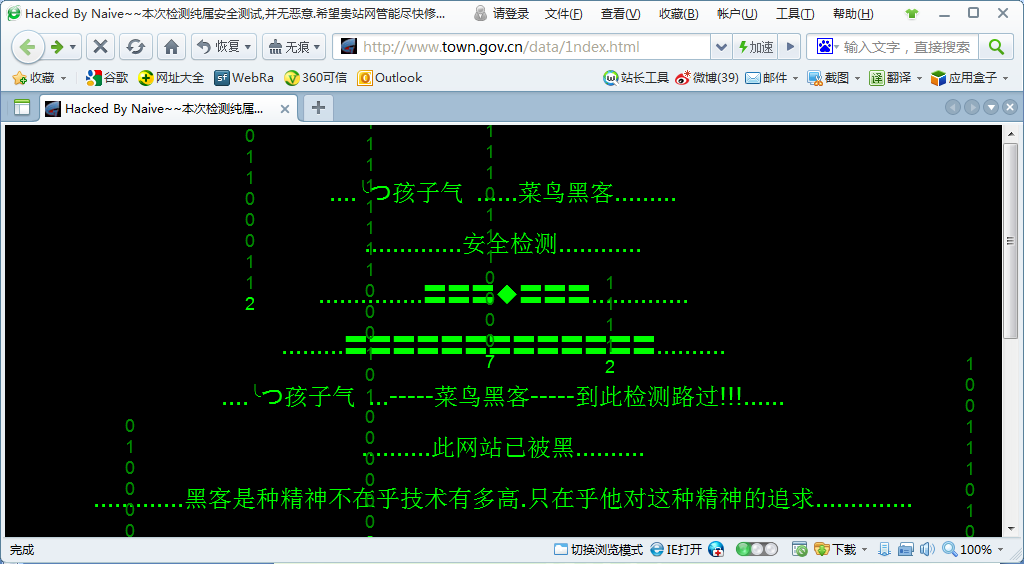 Hacked By Naive~~本次检测纯属安全测试,并无恶意.希望贵站网管能尽快修... 请登录 文件(F) 查看(V) 收藏(B) 帐户(U) 工具(T) 帮助(H)
恢复 无痕 http://www.town.gov.cn/data/1ndex.html 加速 输入文字，直接搜索
收藏 谷歌 网址大全 WebRa 360可信 Outlook 站长工具 微博(39) 邮件 截图 翻译 应用盒子
Hacked By Naive~~本次检测纯属...
....╰つ孩子气 ......菜鸟黑客.........
..............安全检测............
...............〓〓〓◆〓〓〓..............
.........〓〓〓〓〓〓〓〓〓〓〓〓〓..........
....╰つ孩子气 ...-----菜鸟黑客-----到此检测路过!!!......
..........此网站已被黑..........
.............黑客是种精神不在乎技术有多高.只在乎他对这种精神的追求..............
完成 切换浏览模式 IE打开 下载 100%